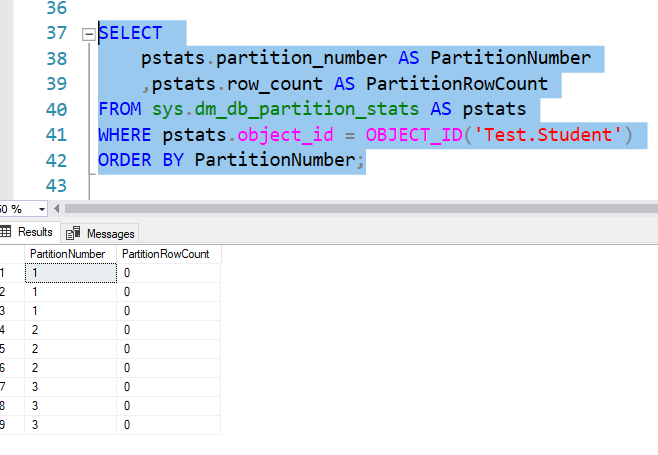 36
37 SELECT
38 pstats.partition_number AS PartitionNumber
39 ,pstats.row_count AS PartitionRowCount
40 FROM sys.dm_db_partition_stats AS pstats
41 WHERE pstats.object_id = OBJECT_ID('Test.Student')
42 ORDER BY PartitionNumber;
43
50 %
Results Messages
PartitionNumber PartitionRowCount
1 1 0
2 1 0
3 1 0
4 2 0
5 2 0
6 2 0
7 3 0
8 3 0
9 3 0